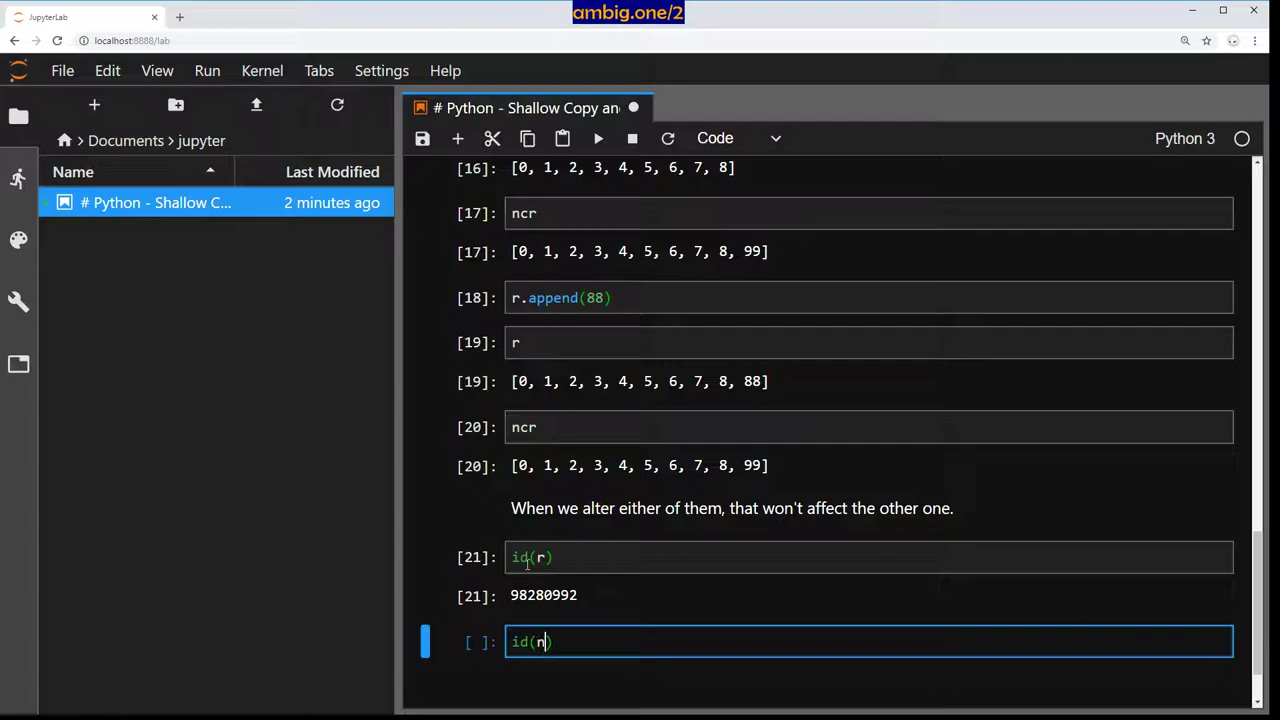 ambig.one/2
JupyterLab
localhost:8888/lab
File Edit View Run Kernel Tabs Settings Help
# Python - Shallow Copy an
Documents jupyter
Code
Python 3
Name Last Modified
# Python - Shallow C... 2 minutes ago
[16]: [0, 1, 2, 3, 4, 5, 6, 7, 8]
[17]: ncr
[17]: [0, 1, 2, 3, 4, 5, 6, 7, 8, 99]
[18]: r.append(88)
[19]: r
[19]: [0, 1, 2, 3, 4, 5, 6, 7, 8, 88]
[20]: ncr
[20]: [0, 1, 2, 3, 4, 5, 6, 7, 8, 99]
When we alter either of them, that won't affect the other one.
[21]: id(r)
[21]: 98280992
[ ]: id(n)